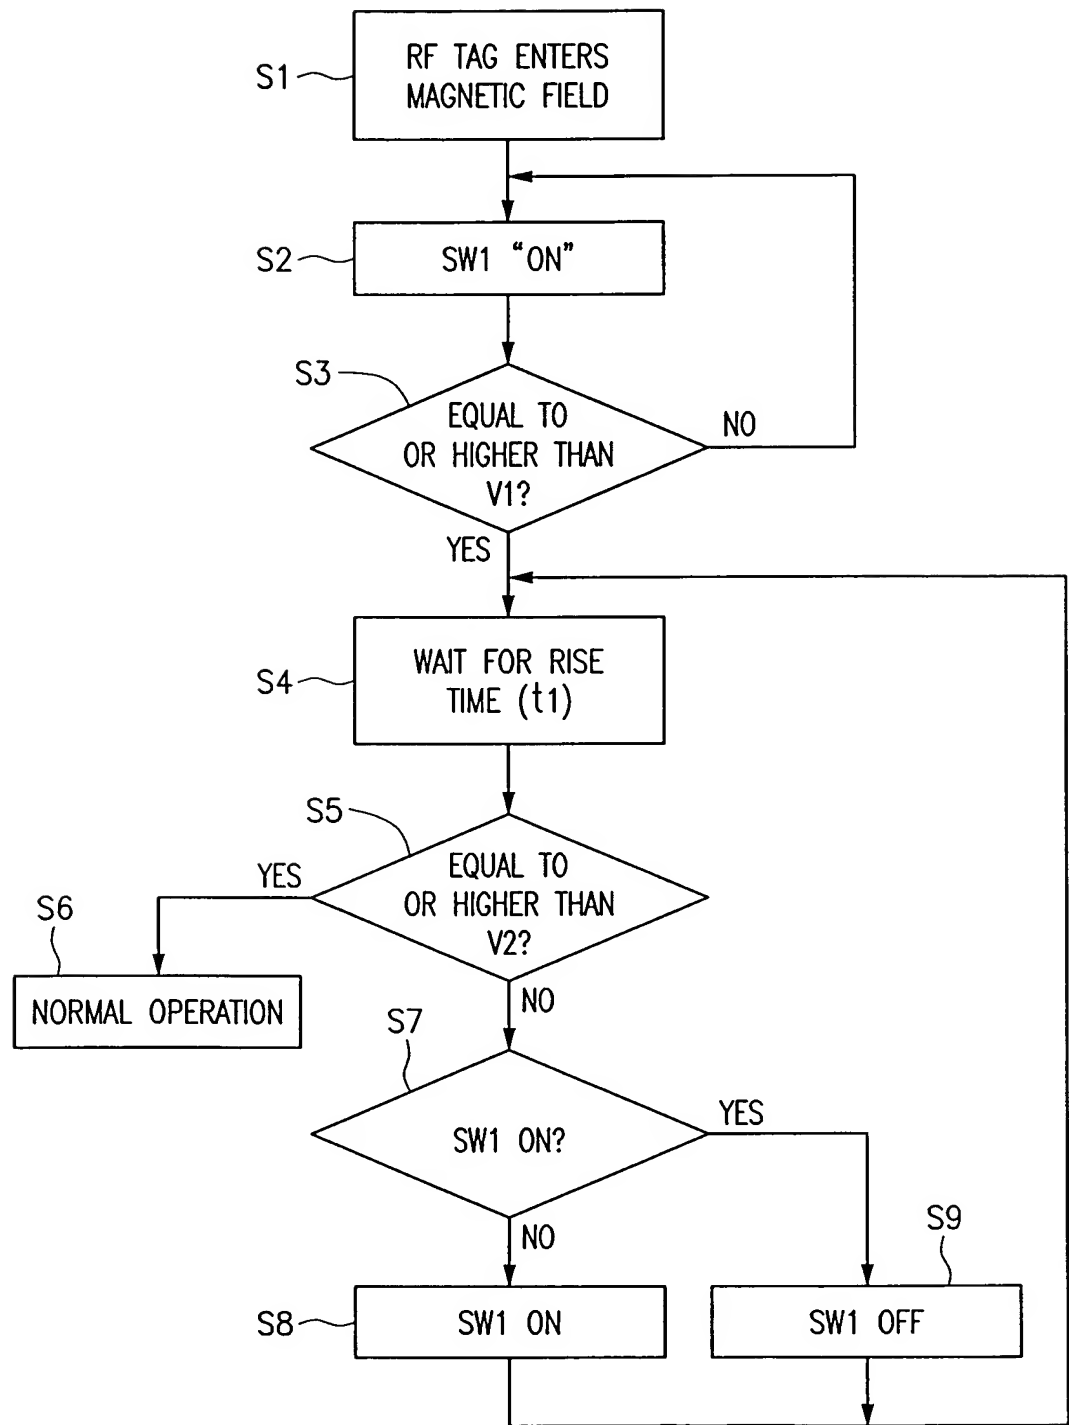 S1
RF TAG ENTERS
MAGNETIC FIELD
S2
SW1 “ON”
S3
EQUAL TO
OR HIGHER THAN
V1?
NO
YES
S4
WAIT FOR RISE
TIME (t1)
S5
EQUAL TO
OR HIGHER THAN
V2?
YES
S6
NORMAL OPERATION
NO
S7
SW1 ON?
YES
NO
S8
SW1 ON
S9
SW1 OFF